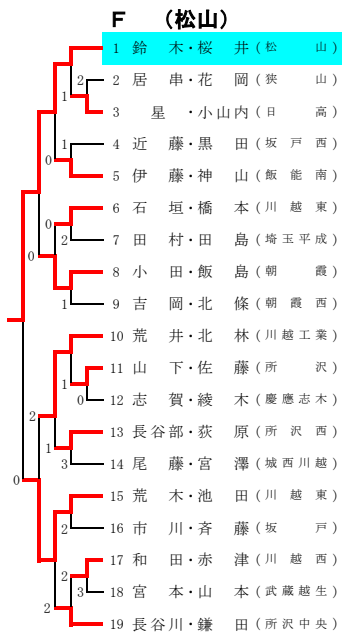 F （松山）
1 鈴木・桜井（松山）
2
2 居串・花岡（狭山）
1
3 星・小山内（日高）
1
4 近藤・黒田（坂戸西）
0
5 伊藤・神山（飯能南）
6 石垣・橋本（川越東）
0
2
7 田村・田島（埼玉平成）
0
8 小田・飯島（朝霞）
1
9 吉岡・北條（朝霞西）
10 荒井・北林（川越工業）
11 山下・佐藤（所沢）
1
0
12 志賀・綾木（慶應志木）
2
13 長谷部・荻原（所沢西）
1
3
14 尾藤・宮澤（城西川越）
0
15 荒木・池田（川越東）
2
16 市川・斉藤（坂戸）
17 和田・赤津（川越西）
2
3
18 宮本・山本（武蔵越生）
2
19 長谷川・鎌田（所沢中央）